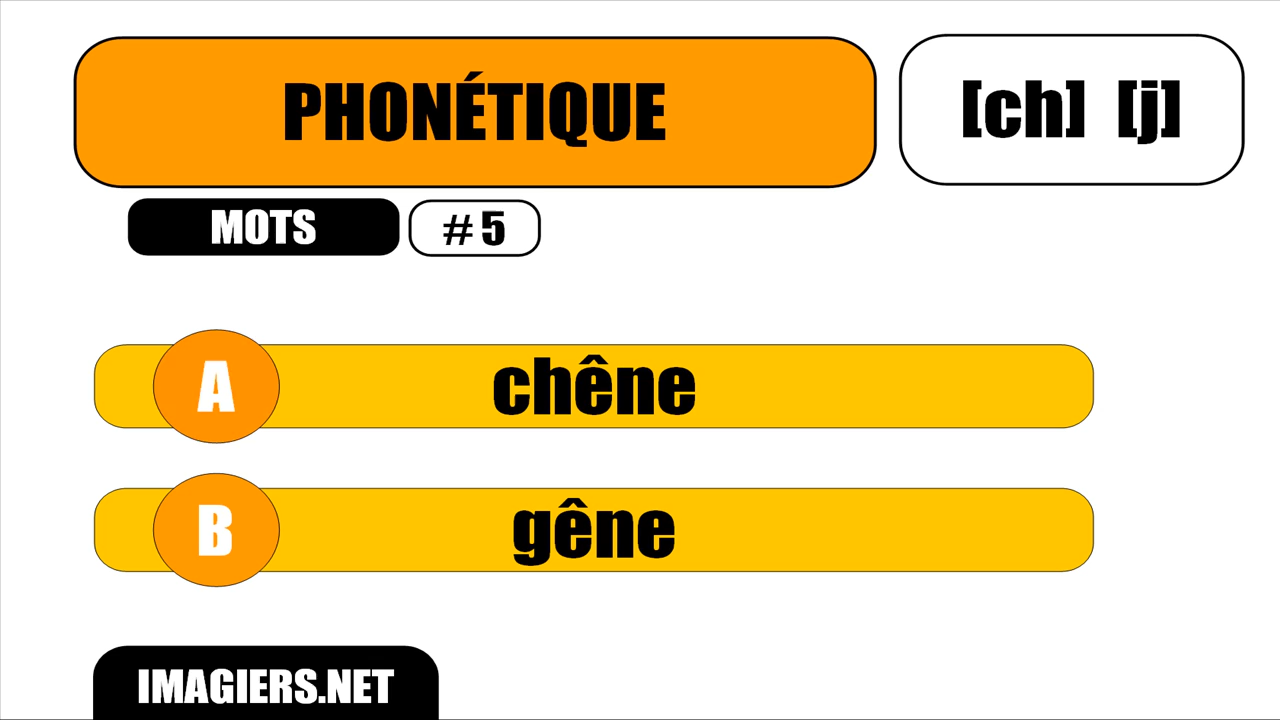 PHONÉTIQUE
[ch] [j]
MOTS
# 5
A chêne
B gêne
IMAGIERS.NET